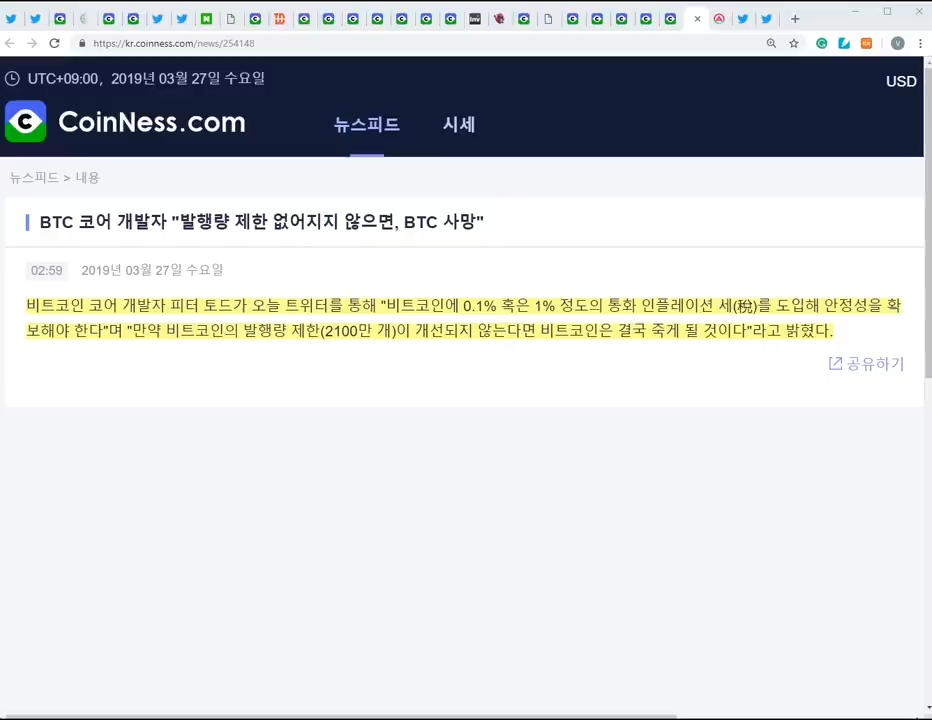 https://kr.coinness.com/news/254148
UTC+09:00, 2019년 03월 27일 수요일
USD
CoinNess.com
뉴스피드 시세
뉴스피드 > 내용
BTC 코어 개발자 "발행량 제한 없어지지 않으면, BTC 사망"
02:59 2019년 03월 27일 수요일
비트코인 코어 개발자 피터 토드가 오늘 트위터를 통해 "비트코인에 0.1% 혹은 1% 정도의 통화 인플레이션 세(税)를 도입해 안정성을 확
보해야 한다"며 "만약 비트코인의 발행량 제한(2100만 개)이 개선되지 않는다면 비트코인은 결국 죽게 될 것이다"라고 밝혔다.
공유하기